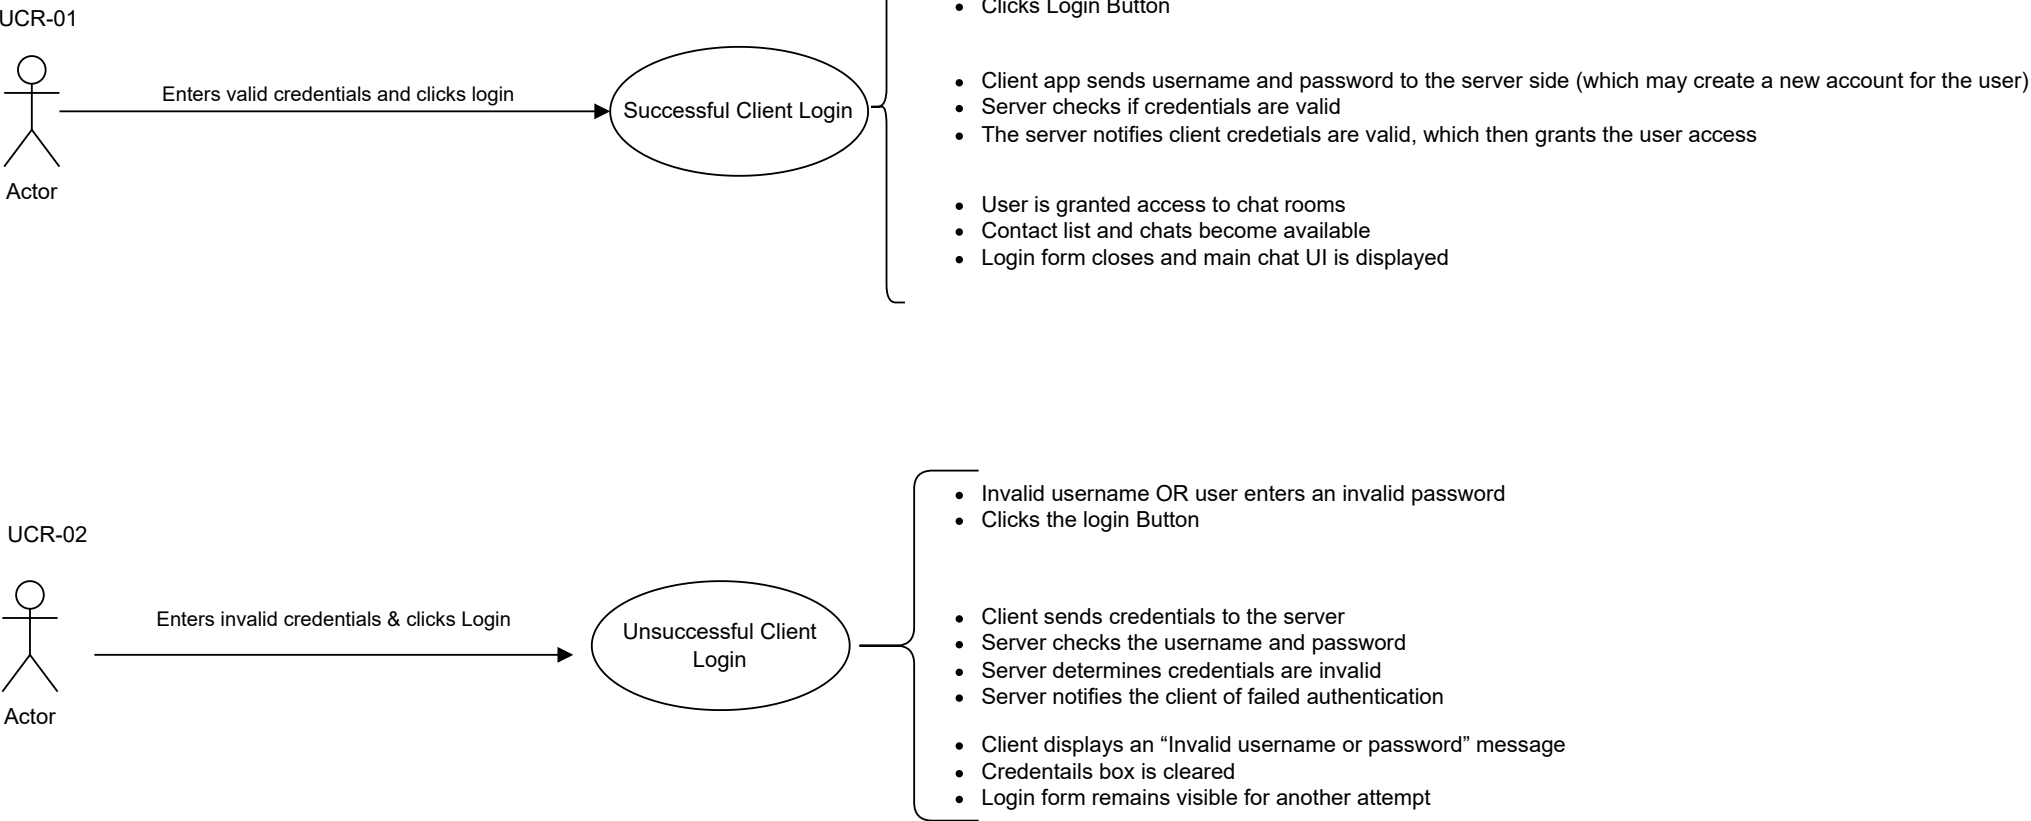 UCR-01
Clicks Login Button
Enters valid credentials and clicks login
Successful Client Login
Client app sends username and password to the server side (which may create a new account for the user)
Server checks if credentials are valid
The server notifies client credetials are valid, which then grants the user access
Actor
User is granted access to chat rooms
Contact list and chats become available
Login form closes and main chat UI is displayed
UCR-02
Invalid username OR user enters an invalid password
Clicks the login Button
Enters invalid credentials & clicks Login
Unsuccessful Client
Login
Client sends credentials to the server
Server checks the username and password
Server determines credentials are invalid
Server notifies the client of failed authentication
Actor
Client displays an “Invalid username or password” message
Credentails box is cleared
Login form remains visible for another attempt